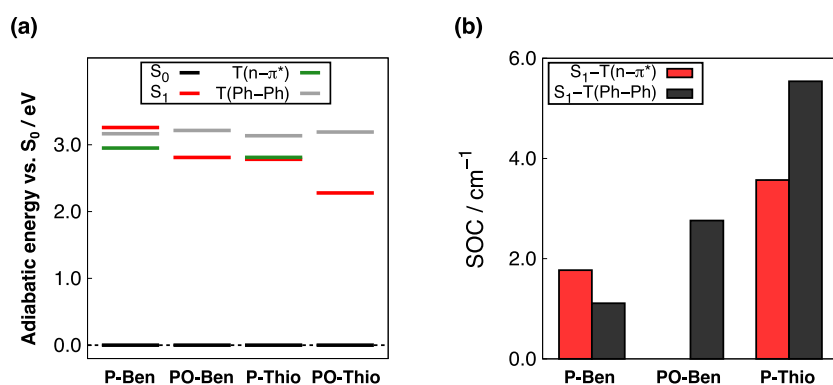 (a)
Adiabatic energy vs. S₀ / eV
S₀
T(n–π*)
S₁
T(Ph–Ph)
3.0
2.0
1.0
0.0
P-Ben PO-Ben P-Thio PO-Thio
(b)
SOC / cm⁻¹
6.0
S₁–T(n–π*)
S₁–T(Ph–Ph)
4.0
2.0
0.0
P-Ben PO-Ben P-Thio